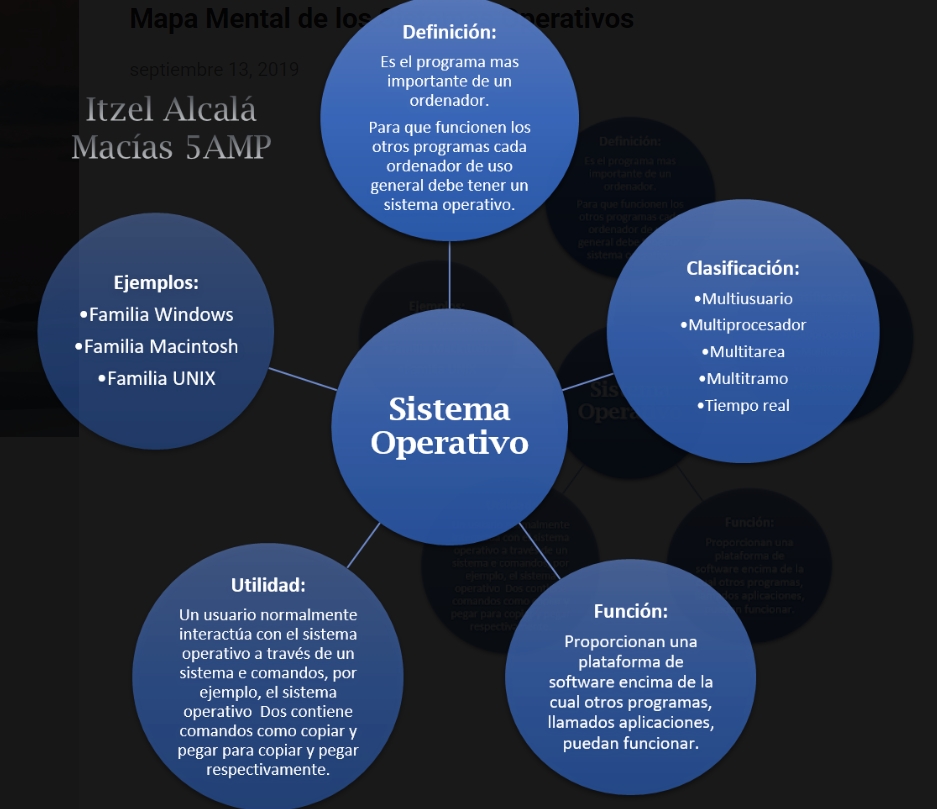 Mapa Mental de los
erativos
septiembre 13, 2019
Itzel Alcalá
Macías 5AMP
Definición:
Es el programa mas
importante de un
ordenador.
Para que funcionen los
otros programas cada
ordenador de uso
general debe tener un
sistema operativo.
Clasificación:
•Multiusuario
•Multiprocesador
•Multitarea
•Multitramo
•Tiempo real
Ejemplos:
•Familia Windows
•Familia Macintosh
•Familia UNIX
Sistema
Operativo
Utilidad:
Un usuario normalmente
interactúa con el sistema
operativo a través de un
sistema e comandos, por
ejemplo, el sistema
operativo Dos contiene
comandos como copiar y
pegar para copiar y pegar
respectivamente.
Función:
Proporcionan una
plataforma de
software encima de la
cual otros programas,
llamados aplicaciones,
puedan funcionar.